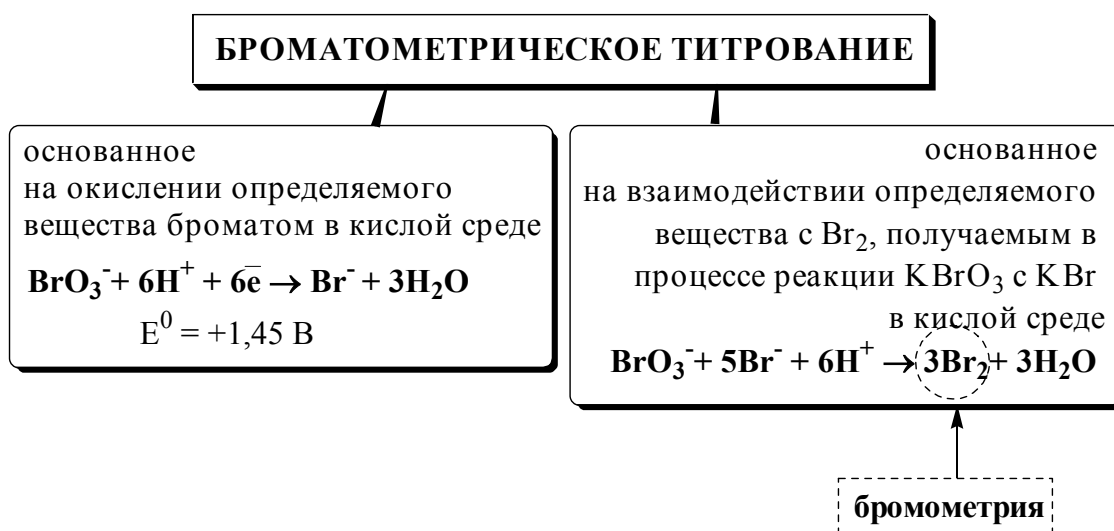 БРОМАТОМЕТРИЧЕСКОЕ ТИТРОВАНИЕ
основанное
на окислении определяемого
вещества броматом в кислой среде
BrO₃⁻+ 6H⁺ + 6e̅ → Br⁻ + 3H₂O
E⁰ = +1,45 В
основанное
на взаимодействии определяемого
вещества с Br₂, получаемым в
процессе реакции KBrO₃ с KBr
в кислой среде
BrO₃⁻+ 5Br⁻ + 6H⁺ → 3Br₂+ 3H₂O
бромометрия